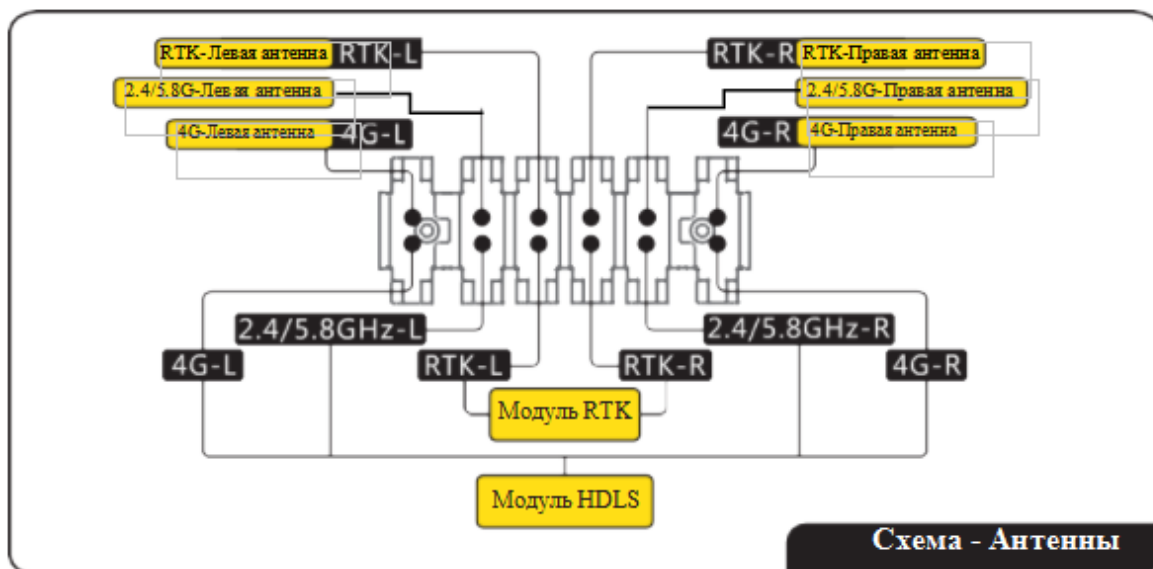 RTK-Левая антенна RTK-L
RTK-R RTK-Правая антенна
2.4/5.8G-Левая антенна
2.4/5.8G-Правая антенна
4G-Левая антенна 4G-L
4G-R 4G-Правая антенна
2.4/5.8GHz-L
2.4/5.8GHz-R
4G-L
RTK-L
RTK-R
4G-R
Модуль RTK
Модуль HDLS
Схема - Антенны